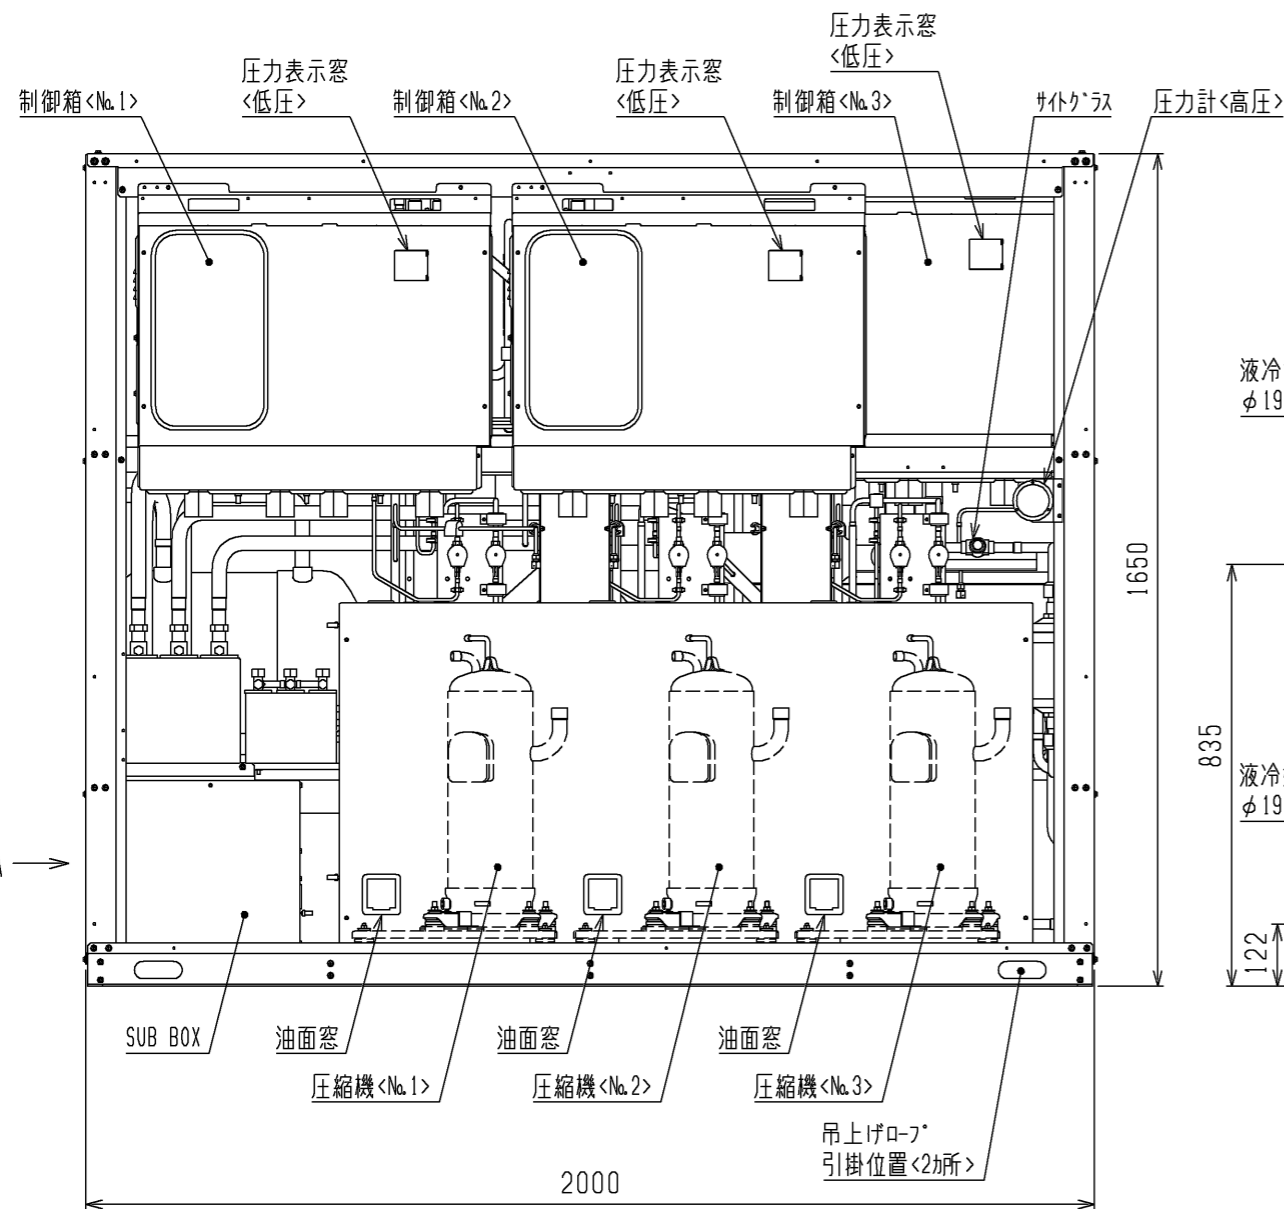 圧力表示窓
<低圧>
圧力表示窓
<低圧>
圧力表示窓
<低圧>
制御箱<No.1>
制御箱<No.2>
制御箱<No.3>
サイトグラス
圧力計<高圧>
液冷
φ19
1650
835
液冷
φ19
122
SUB BOX
油面窓
油面窓
油面窓
圧縮機<No.1>
圧縮機<No.2>
圧縮機<No.3>
吊上げロープ
引掛位置<2カ所>
2000